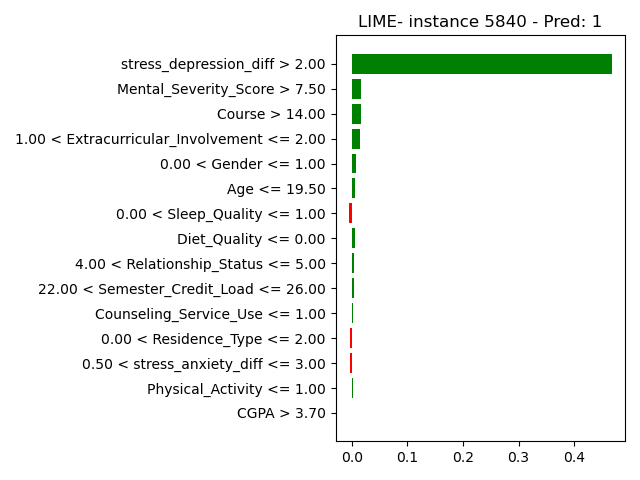 LIME- instance 5840 - Pred: 1
stress_depression_diff > 2.00
Mental_Severity_Score > 7.50
Course > 14.00
1.00 < Extracurricular_Involvement <= 2.00
0.00 < Gender <= 1.00
Age <= 19.50
0.00 < Sleep_Quality <= 1.00
Diet_Quality <= 0.00
4.00 < Relationship_Status <= 5.00
22.00 < Semester_Credit_Load <= 26.00
Counseling_Service_Use <= 1.00
0.00 < Residence_Type <= 2.00
0.50 < stress_anxiety_diff <= 3.00
Physical_Activity <= 1.00
CGPA > 3.70
0.0 0.1 0.2 0.3 0.4